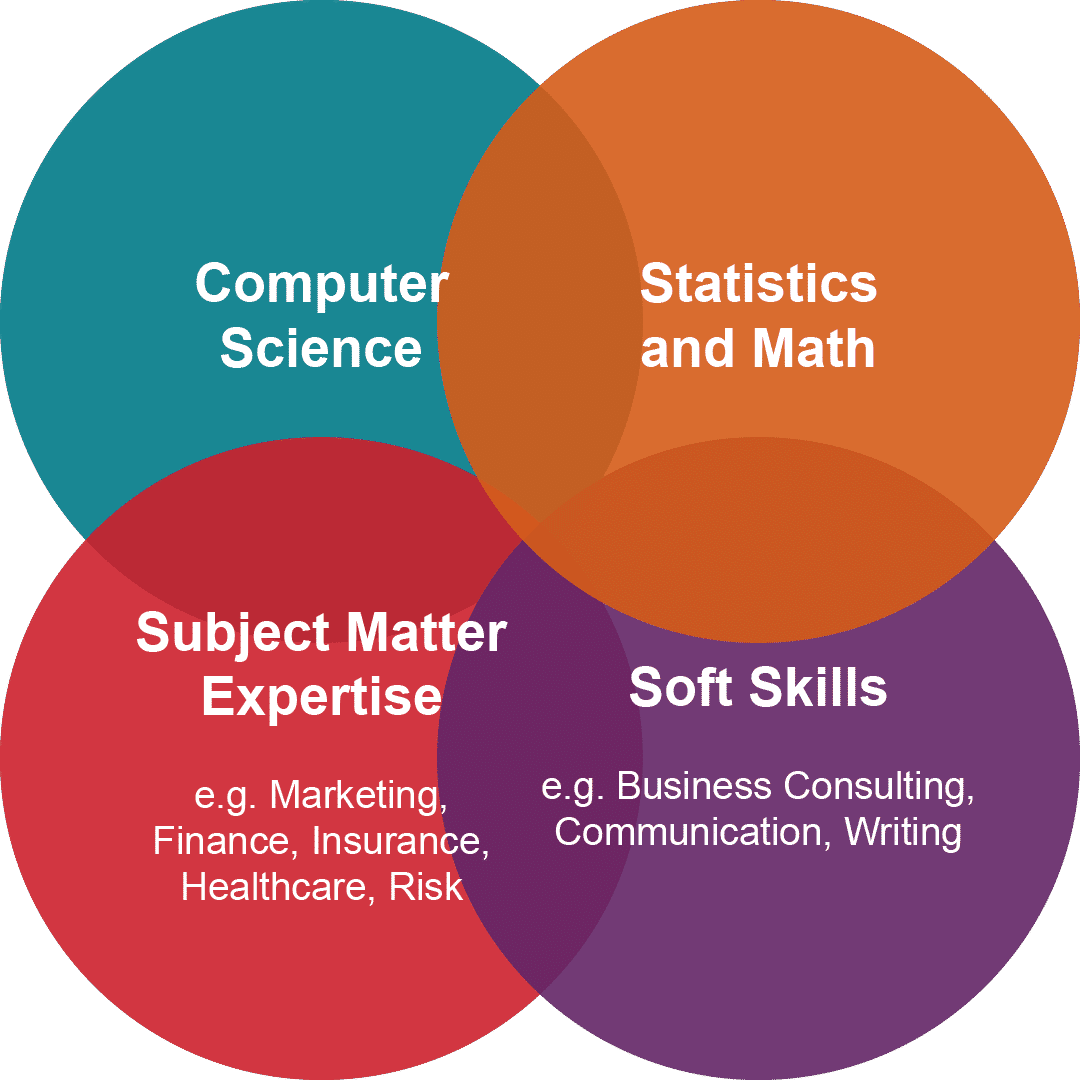 Computer
Science
Statistics
and Math
Subject Matter
Expertise
e.g. Marketing,
Finance, Insurance,
Healthcare, Risk
Soft Skills
e.g. Business Consulting,
Communication, Writing